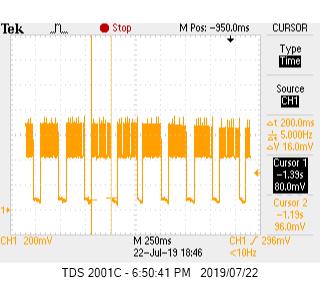 Tek Stop M Pos: -950.0ms CURSOR
Type
Time
Source
CH1
Δt 200.0ms
1/Δt 5.000Hz
ΔV 16.0mV
Cursor 1
-1.39s
80.0mV
Cursor 2
-1.19s
96.0mV
1
CH1 200mV M 250ms CH1 / 296mV
22-Jul-19 18:46 <10Hz
TDS 2001C - 6:50:41 PM 2019/07/22